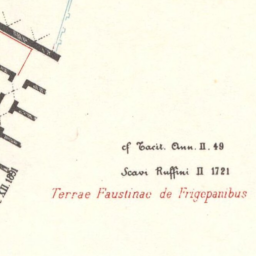 cf Tacit. Ann. II. 49
Scavi Ruffini II 1721
Terrae Faustinae de Frigopanibus